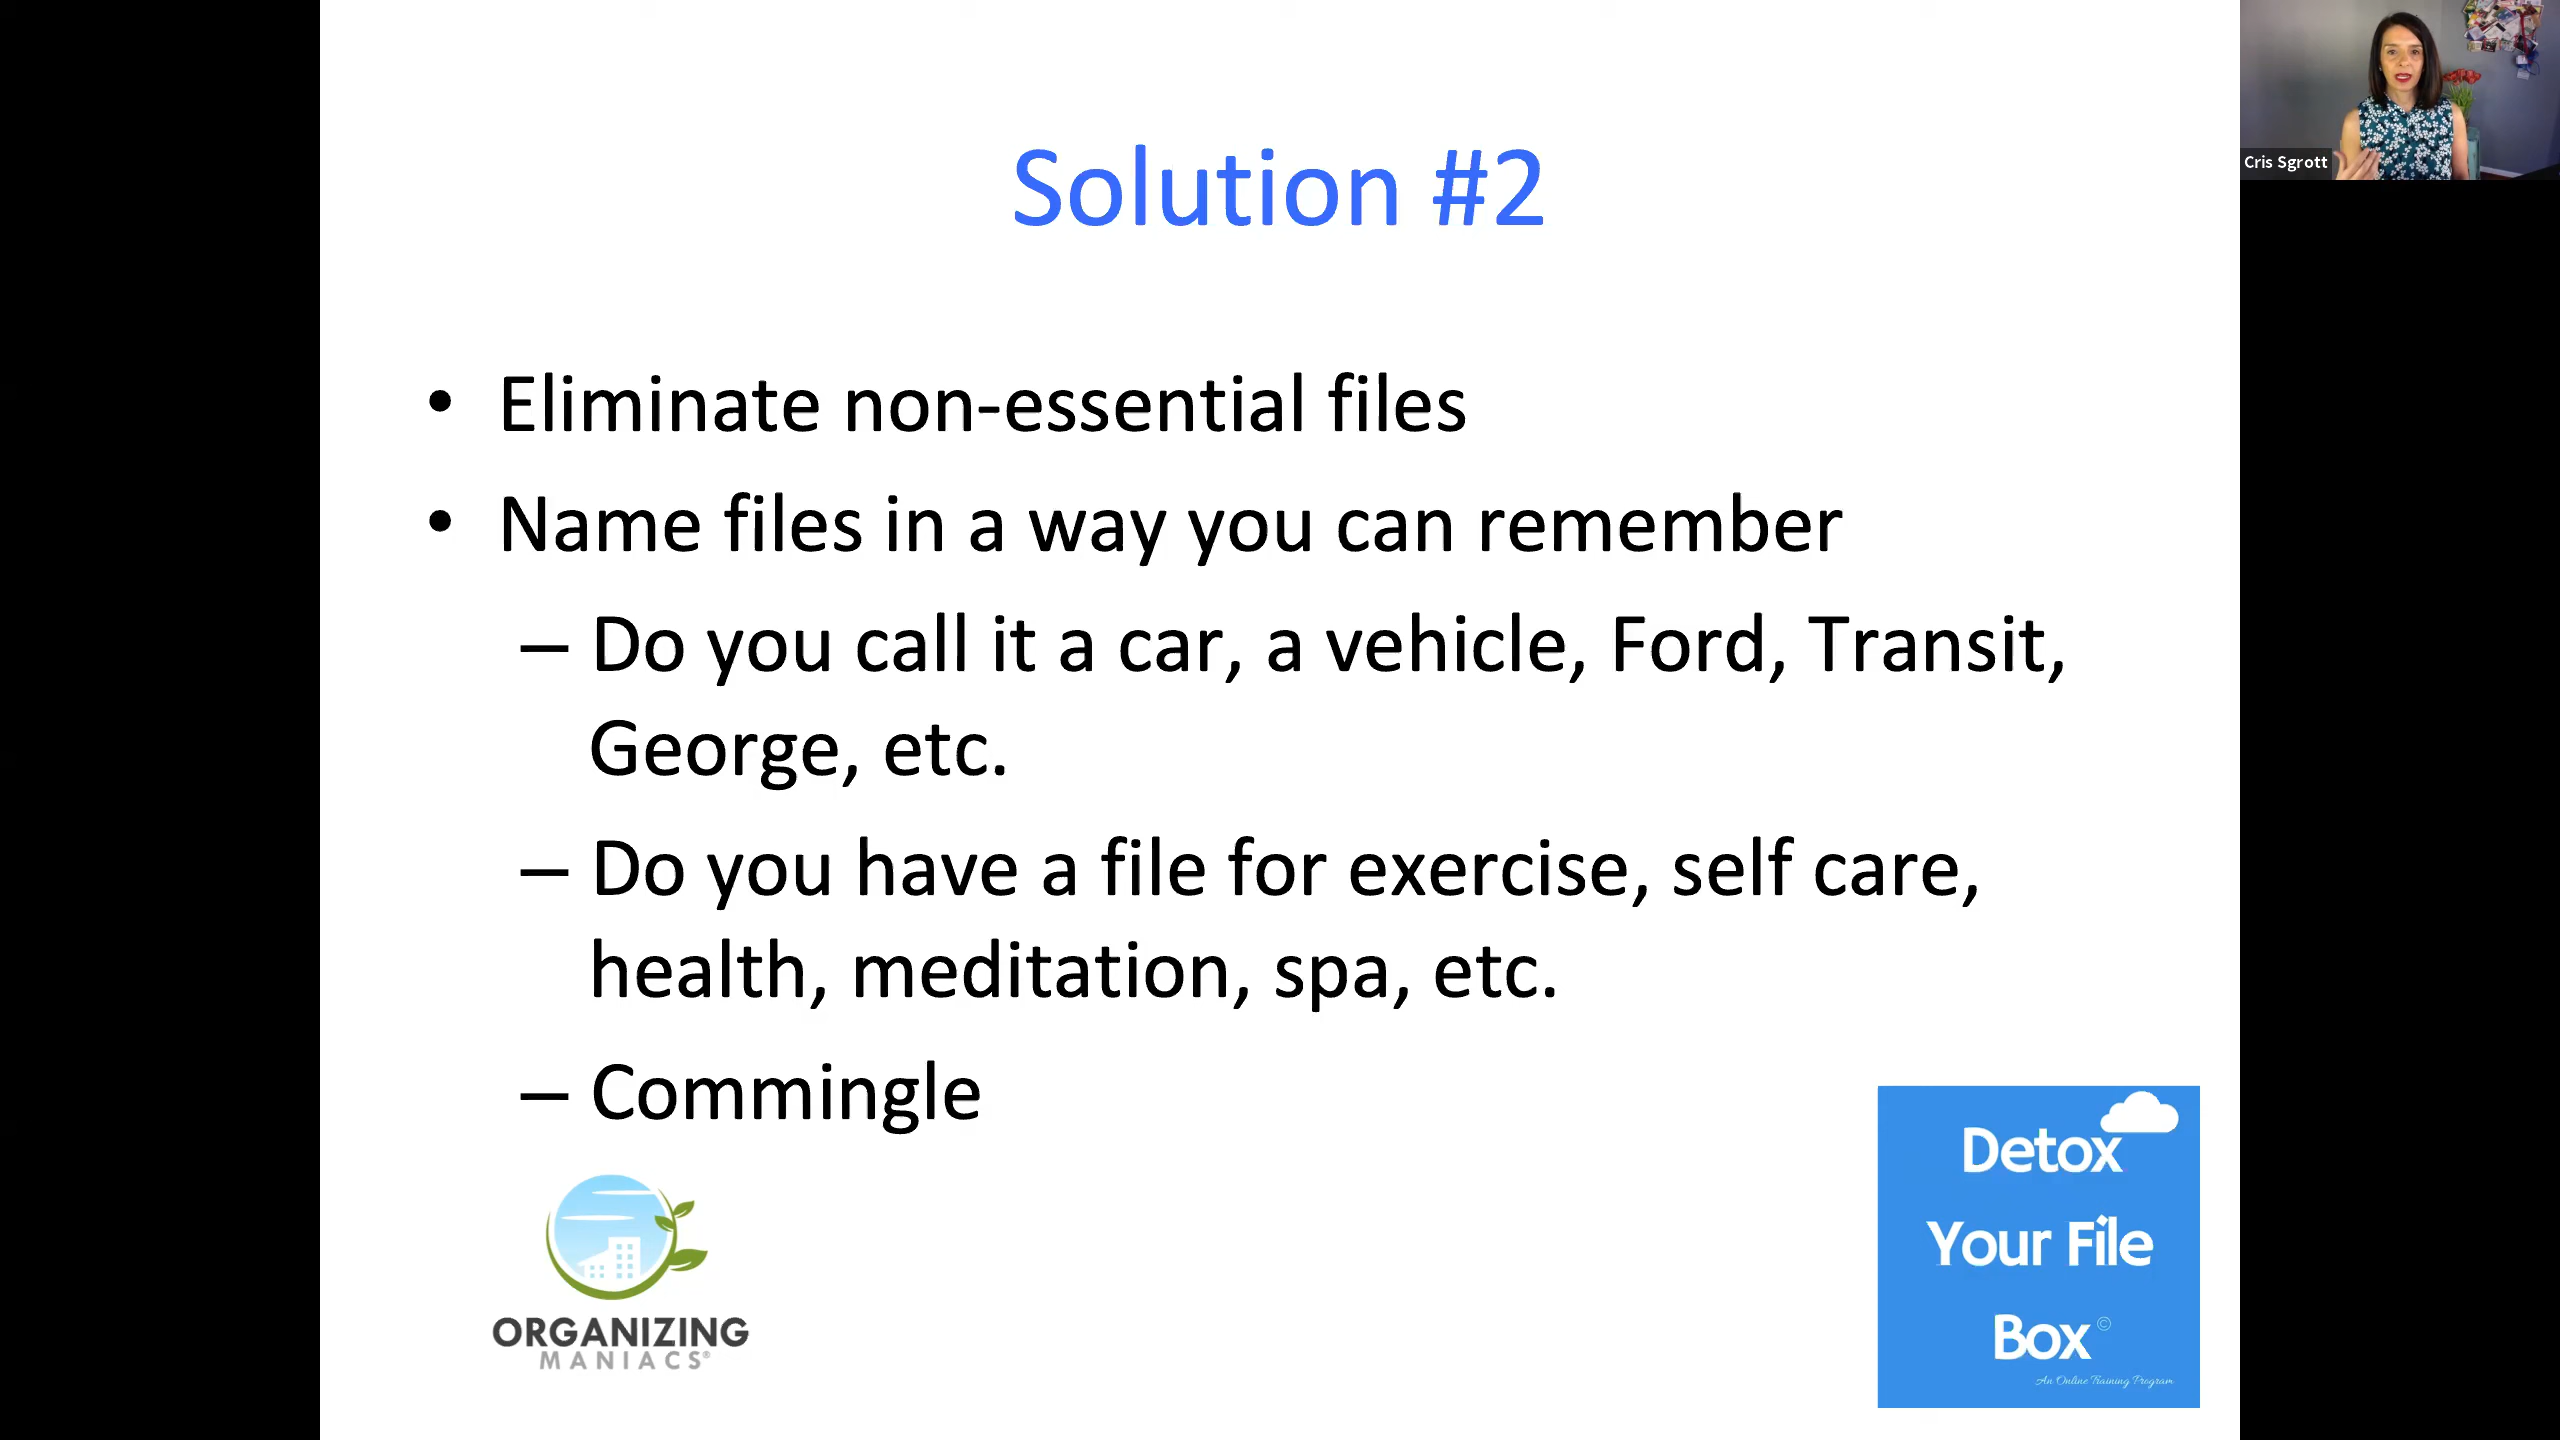 Cris Sgrott
Solution #2
• Eliminate non-essential files
• Name files in a way you can remember
– Do you call it a car, a vehicle, Ford, Transit,
George, etc.
– Do you have a file for exercise, self care,
health, meditation, spa, etc.
– Commingle
ORGANIZING
MANIACS®
Detox
Your File
Box©
An Online Training Program